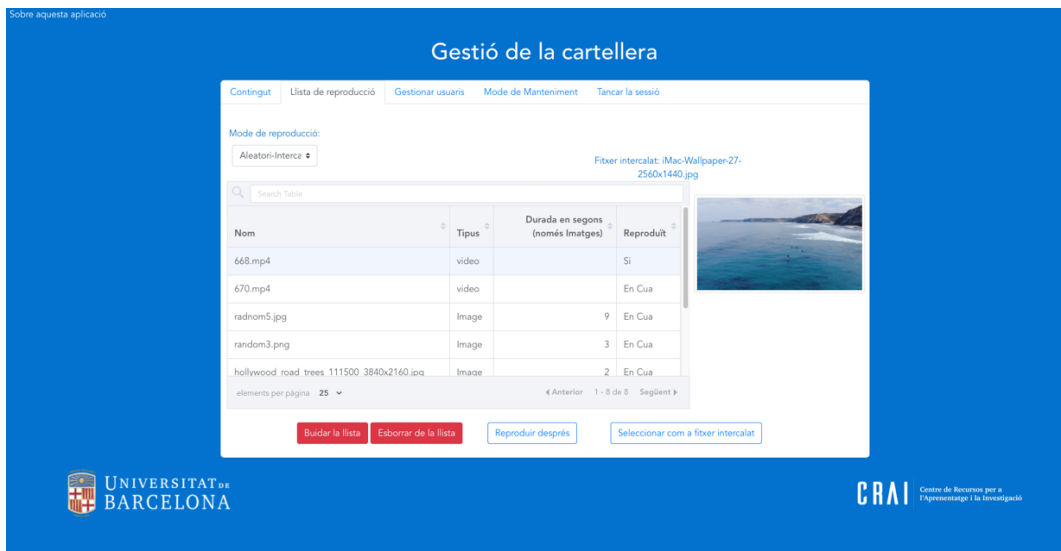 Sobre aquesta aplicació
Gestió de la cartellera
Contingut Llista de reproducció Gestionar usuaris Mode de Manteniment Tancar la sessió
Mode de reproducció:
Aleatori-Interca
Fitxer intercalat: iMac-Wallpaper-27-
2560x1440.jpg
Search Table
Nom Tipus Durada en segons
(només Imatges) Reproduït
668.mp4 video Si
670.mp4 video En Cua
radnom5.jpg Image 9 En Cua
random3.png Image 3 En Cua
hollywood_road_trees_111500_3840x2160.jpg Image 2 En Cua
elements per pàgina 25 Anterior 1 - 8 de 8 Següent
Buidar la llista Esborrar de la llista Reproduir després Seleccionar com a fitxer intercalat
UNIVERSITAT DE
BARCELONA
CRAI Centre de Recursos per a
l'Aprenentatge i la Investigació